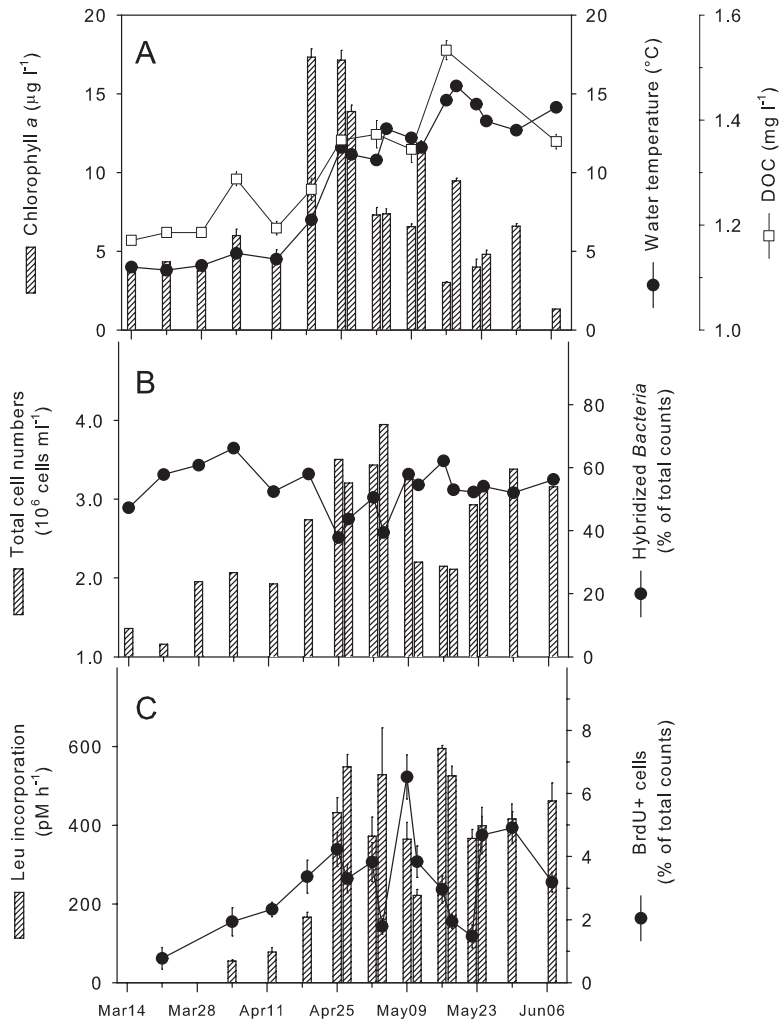 A
Chlorophyll a (μg l⁻¹)
20
15
10
5
0
20
15
10
5
0
Water temperature (°C)
1.6
1.4
1.2
1.0
DOC (mg l⁻¹)
B
Total cell numbers
(10⁶ cells ml⁻¹)
4.0
3.0
2.0
1.0
80
60
40
20
0
Hybridized Bacteria
(% of total counts)
C
Leu incorporation
(pM h⁻¹)
600
400
200
0
8
6
4
2
0
BrdU+ cells
(% of total counts)
Mar14 Mar28 Apr11 Apr25 May09 May23 Jun06